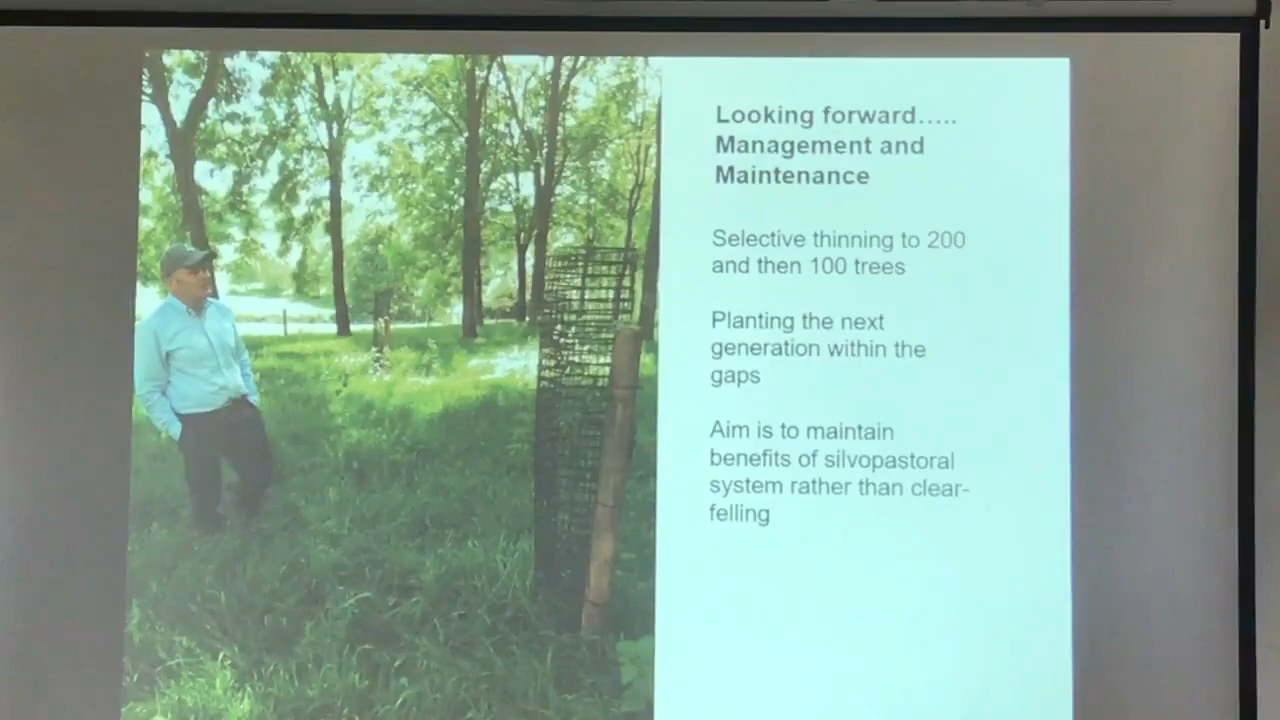 Looking forward.....
Management and
Maintenance
Selective thinning to 200
and then 100 trees
Planting the next
generation within the
gaps
Aim is to maintain
benefits of silvopastoral
system rather than clear-
felling